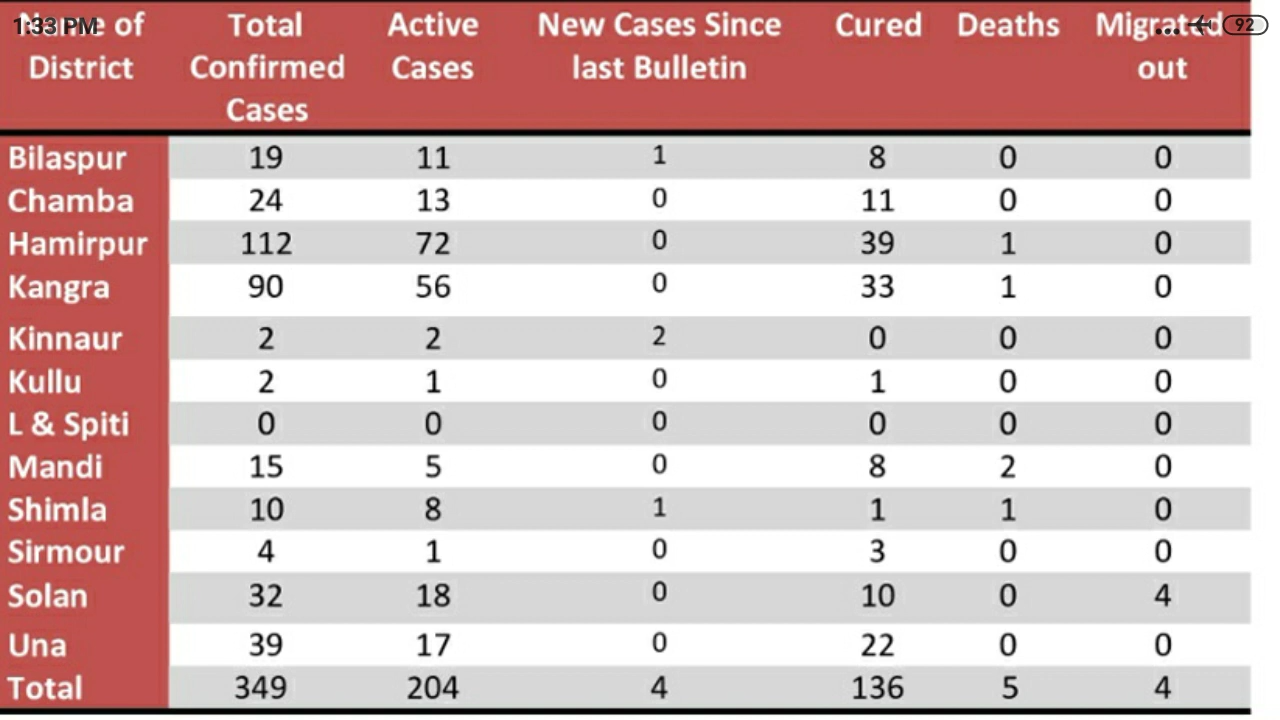 1:33 PM ... 92
Name of District Total Confirmed Cases Active Cases New Cases Since last Bulletin Cured Deaths Migrated out
Bilaspur 19 11 1 8 0 0
Chamba 24 13 0 11 0 0
Hamirpur 112 72 0 39 1 0
Kangra 90 56 0 33 1 0
Kinnaur 2 2 2 0 0 0
Kullu 2 1 0 1 0 0
L & Spiti 0 0 0 0 0 0
Mandi 15 5 0 8 2 0
Shimla 10 8 1 1 1 0
Sirmour 4 1 0 3 0 0
Solan 32 18 0 10 0 4
Una 39 17 0 22 0 0
Total 349 204 4 136 5 4